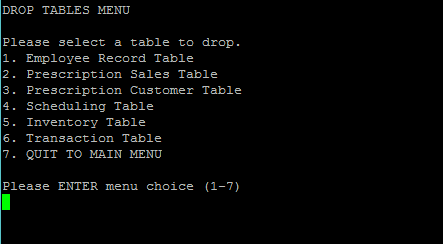 DROP TABLES MENU
Please select a table to drop.
1. Employee Record Table
2. Prescription Sales Table
3. Prescription Customer Table
4. Scheduling Table
5. Inventory Table
6. Transaction Table
7. QUIT TO MAIN MENU
Please ENTER menu choice (1-7)